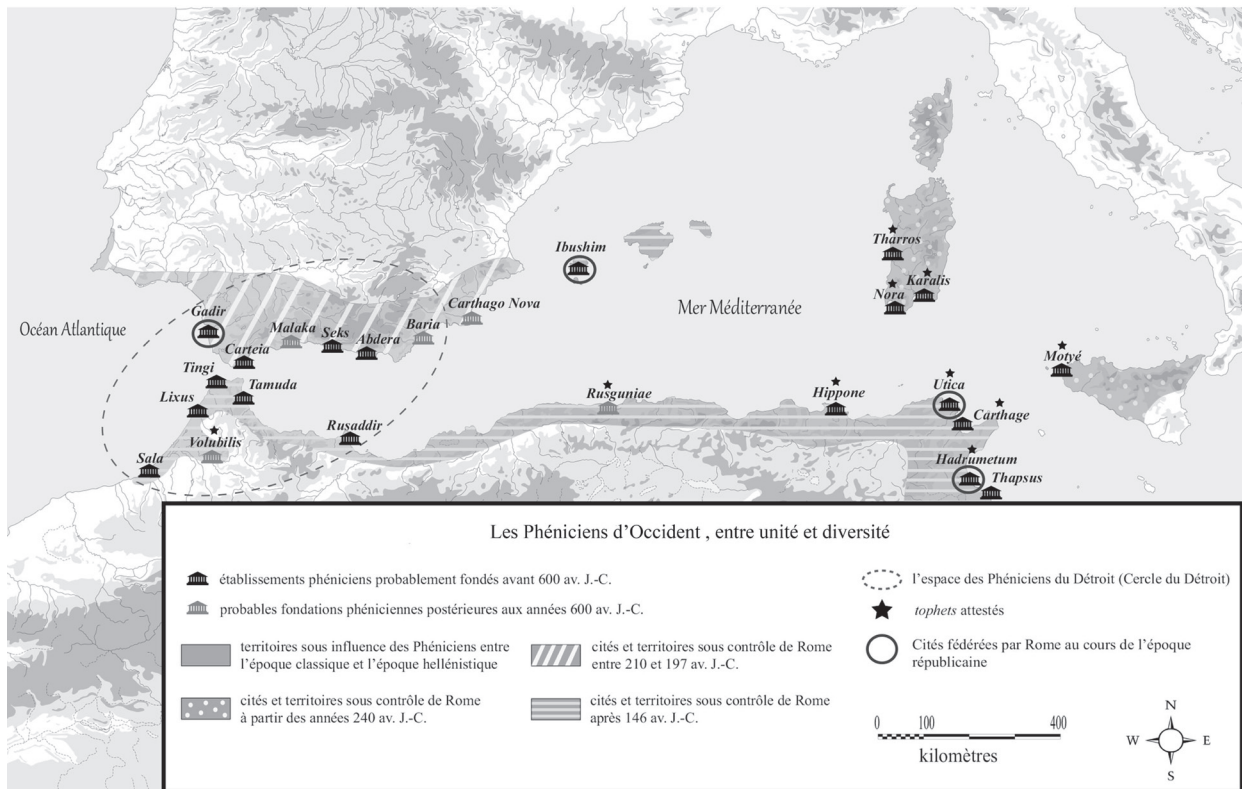 Ibushim
Tharros
Karalis
Nora
Mer Méditerranée
Océan Atlantique
Gadir
Carthago Nova
Malaka
Seks
Abdera
Baria
Carteia
Tingi
Tamuda
Lixus
Volubilis
Rusaddir
Sala
Rusguniae
Hippone
Utica
Carthage
Motyé
Hadrumetum
Thapsus
Les Phéniciens d'Occident , entre unité et diversité
établissements phéniciens probablement fondés avant 600 av. J.-C.
probables fondations phéniciennes postérieures aux années 600 av. J.-C.
territoires sous influence des Phéniciens entre
l'époque classique et l'époque hellénistique
cités et territoires sous contrôle de Rome
à partir des années 240 av. J.-C.
cités et territoires sous contrôle de Rome
entre 210 et 197 av. J.-C.
cités et territoires sous contrôle de Rome
après 146 av. J.-C.
l'espace des Phéniciens du Détroit (Cercle du Détroit)
tophets attestés
Cités fédérées par Rome au cours de l'époque
républicaine
0 100 400
kilomètres
N
W E
S